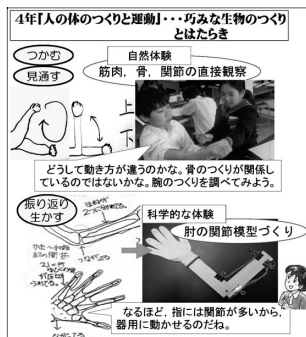 4年『人の体のつくりと運動』・・・巧みな生物のつくり
とはたらき
つかむ
見通す
自然体験
筋肉，骨，関節の直接観察
上
下
どうして動き方が違うのかな。骨のつくりが関係し
ているのではないかな。腕のつくりを調べてみよう。
振り返り
生かす
科学的な体験
肘の関節模型づくり
なるほど，指には関節が多いから，
器用に動かせるのだね。